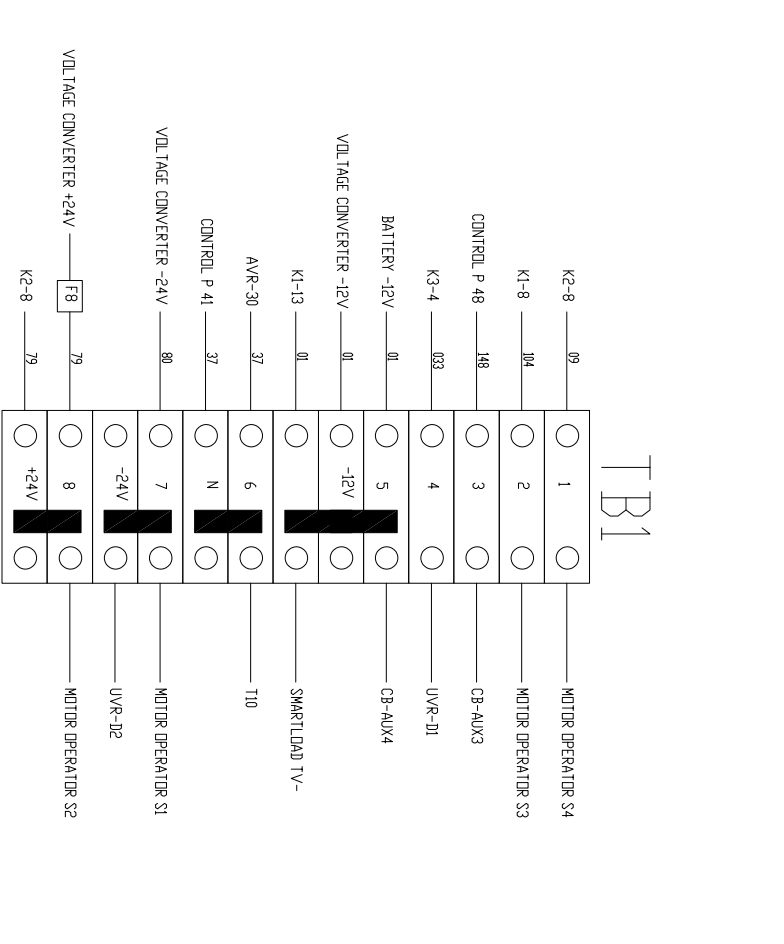 TB1
K2-8
09
1
MOTOR OPERATOR S4
K1-8
104
2
MOTOR OPERATOR S3
CONTROL P 48
148
3
CB-AUX3
K3-4
033
4
UVR-D1
BATTERY -12V
01
5
CB-AUX4
VOLTAGE CONVERTER -12V
01
-12V
K1-13
01
SMARTLOAD TV-
AVR-30
37
6
T10
CONTROL P 41
37
N
VOLTAGE CONVERTER -24V
80
7
MOTOR OPERATOR S1
-24V
UVR-D2
VOLTAGE CONVERTER +24V
F8
79
8
MOTOR OPERATOR S2
K2-8
79
+24V